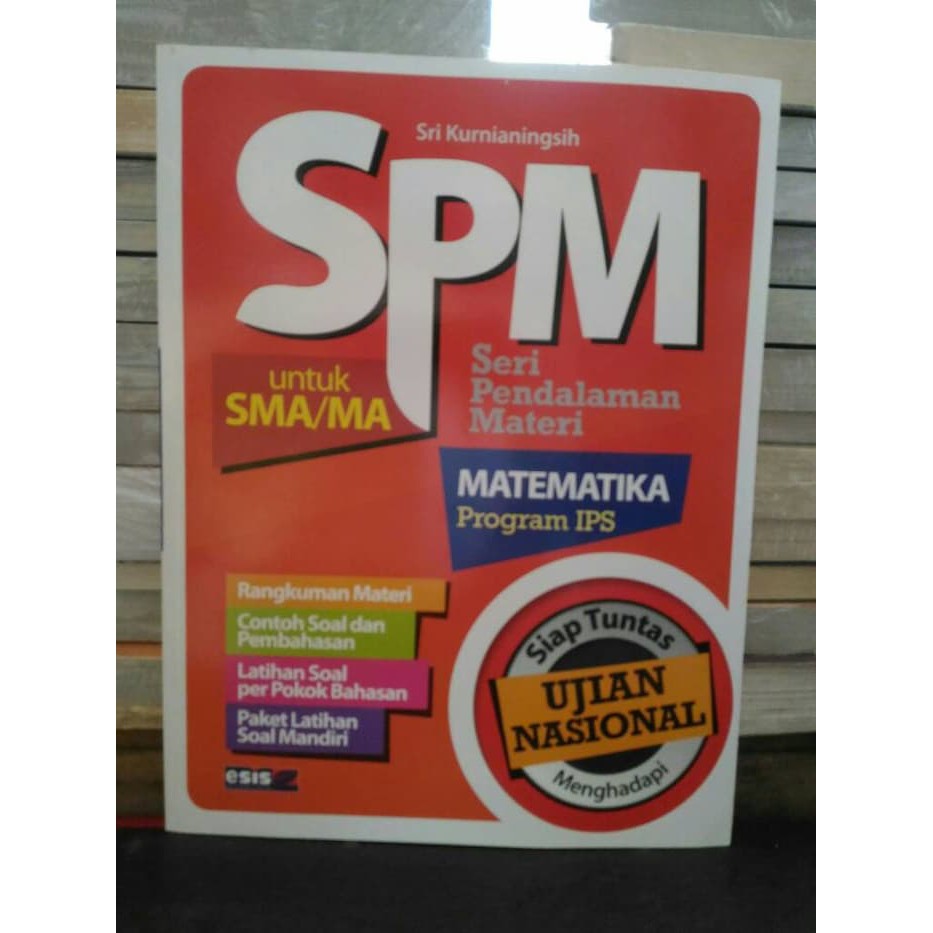 Sri Kurnianingsih
SPM
untuk
SMA/MA
Seri
Pendalaman
Materi
MATEMATIKA
Program IPS
Rangkuman Materi
Contoh Soal dan
Pembahasan
Latihan Soal
per Pokok Bahasan
Paket Latihan
Soal Mandiri
esis
Siap Tuntas
UJIAN
NASIONAL
Menghadapi